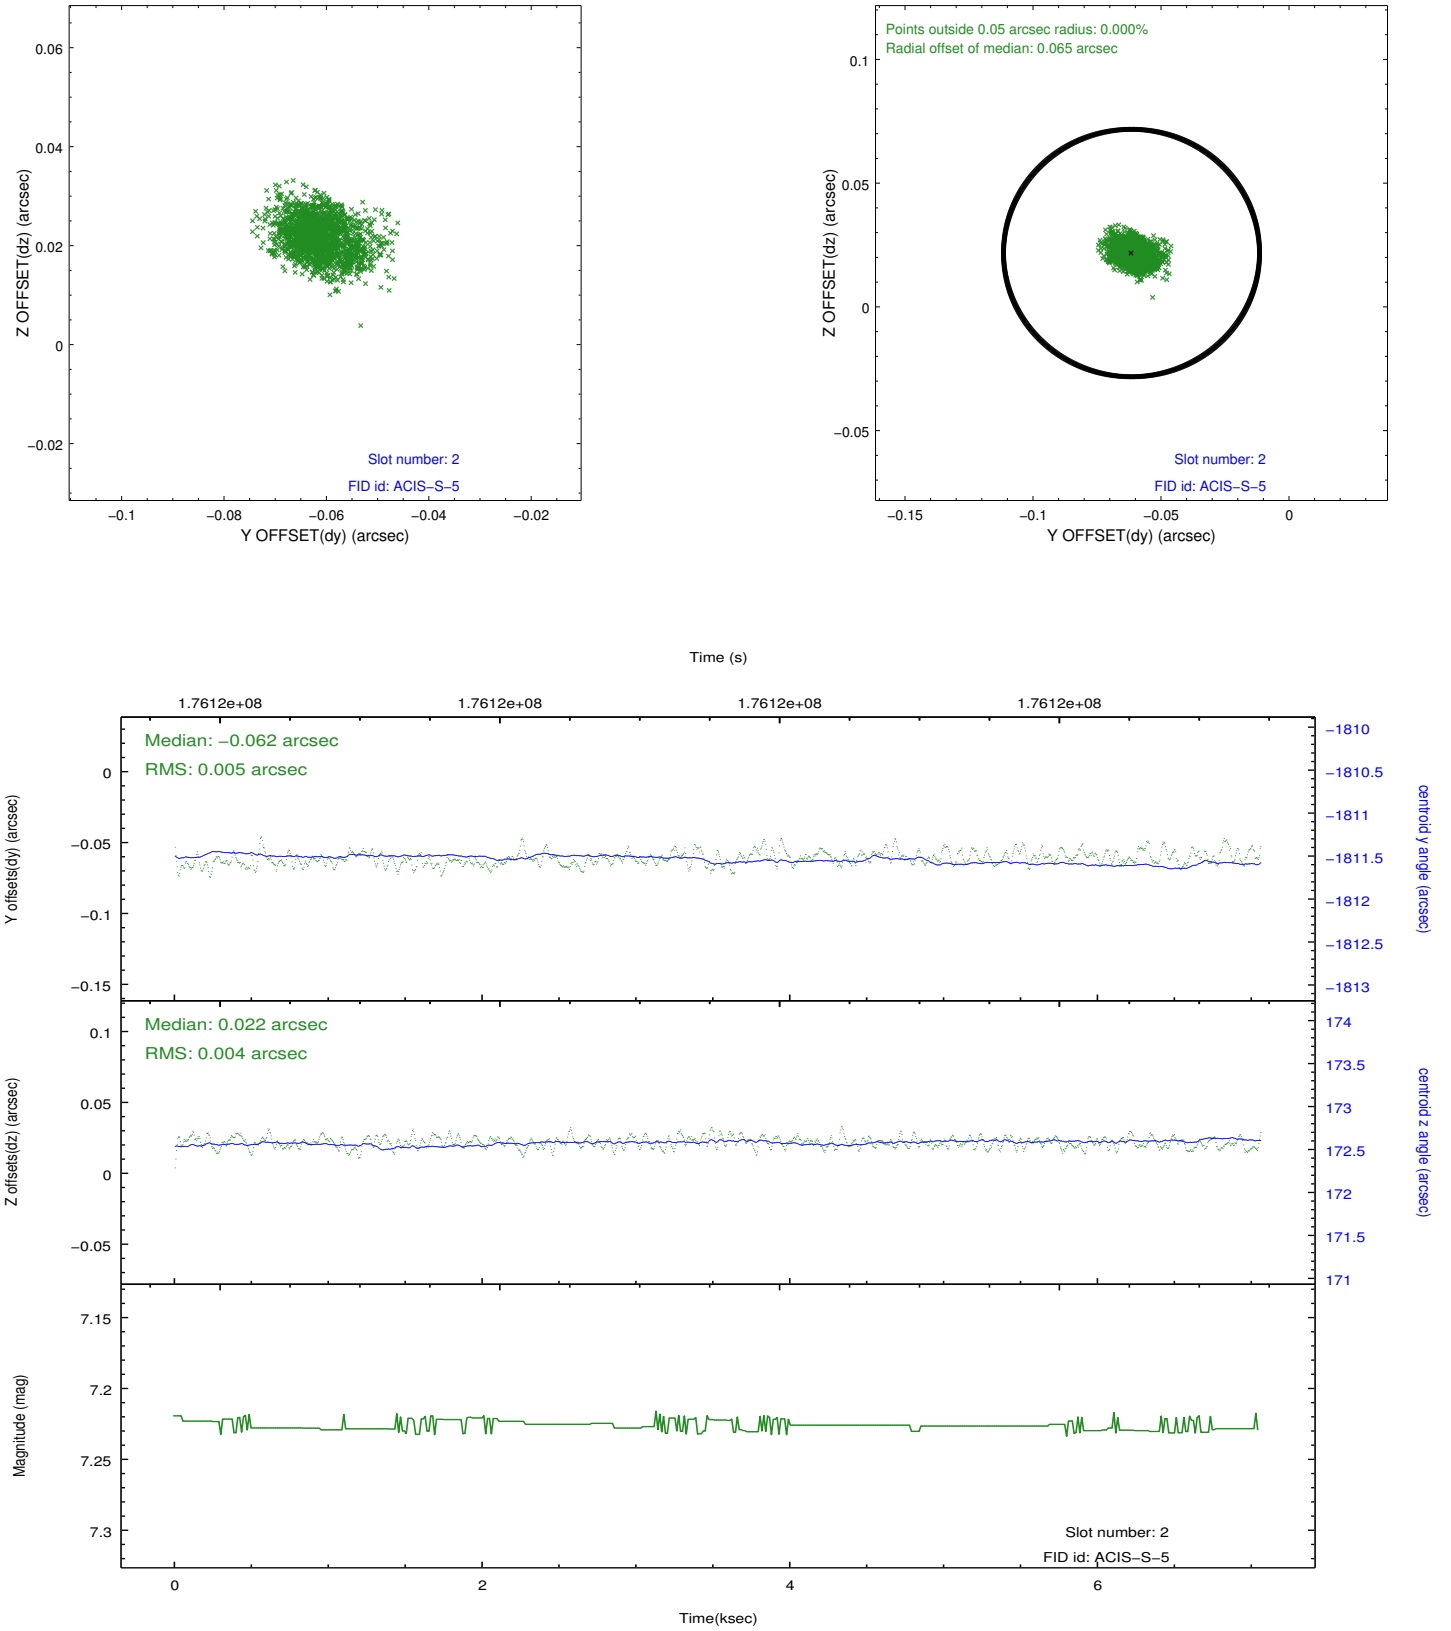 0.06
0.04
0.02
0
−0.02
Z OFFSET(dz) (arcsec)
Slot number: 2
FID id: ACIS−S−5
−0.1
−0.08
−0.06
−0.04
−0.02
Y OFFSET(dy) (arcsec)
Points outside 0.05 arcsec radius: 0.000%
Radial offset of median: 0.065 arcsec
0.1
0.05
0
−0.05
Z OFFSET(dz) (arcsec)
Slot number: 2
FID id: ACIS−S−5
−0.15
−0.1
−0.05
0
Y OFFSET(dy) (arcsec)
Time (s)
1.7612e+08
1.7612e+08
1.7612e+08
1.7612e+08
Median: −0.062 arcsec
RMS: 0.005 arcsec
0
−0.05
−0.1
−0.15
Y offsets(dy) (arcsec)
−1810
−1810.5
−1811
−1811.5
−1812
−1812.5
−1813
centroid y angle (arcsec)
Median: 0.022 arcsec
RMS: 0.004 arcsec
0.1
0.05
0
−0.05
Z offsets(dz) (arcsec)
174
173.5
173
172.5
172
171.5
171
centroid z angle (arcsec)
7.15
7.2
7.25
7.3
Magnitude (mag)
Slot number: 2
FID id: ACIS−S−5
0
2
4
6
Time(ksec)